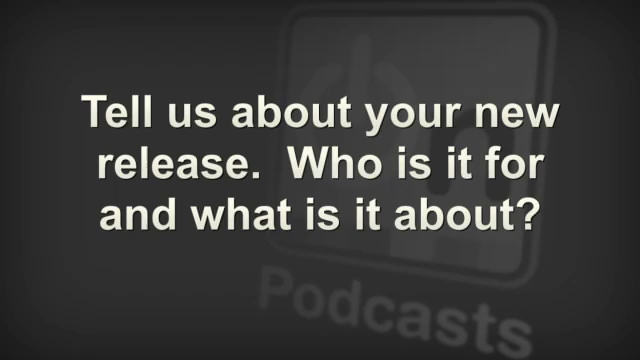 Tell us about your new
release.  Who is it for
and what is it about?
Podcasts